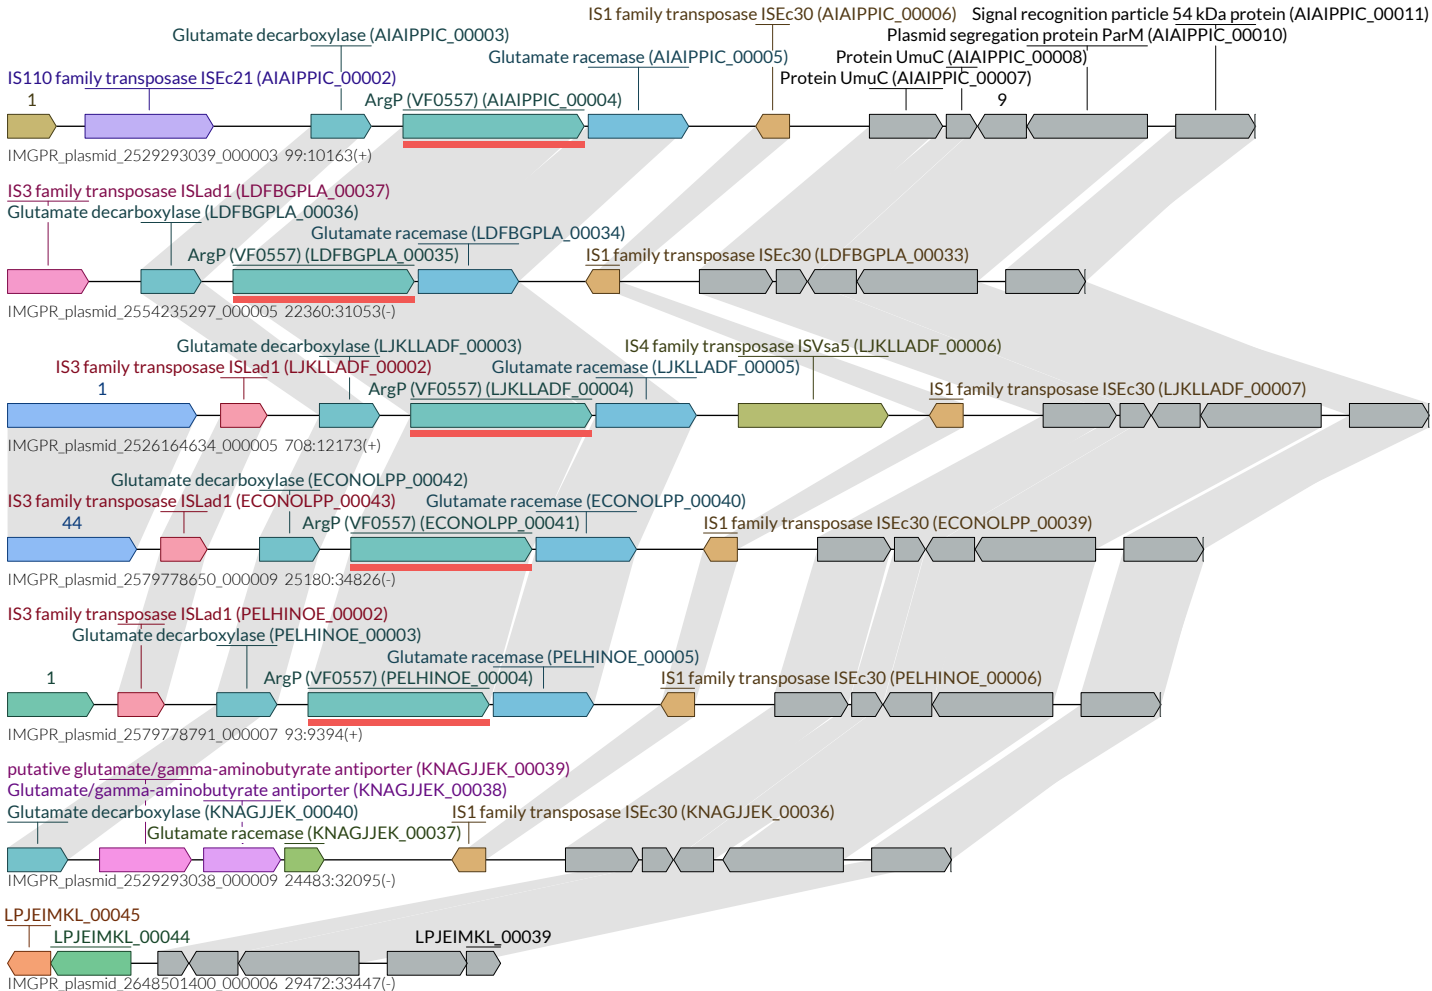 IS1 family transposase ISEc30 (AIAIPPIC_00006)
Signal recognition particle 54 kDa protein (AIAIPPIC_00011)
Glutamate decarboxylase (AIAIPPIC_00003)
Plasmid segregation protein ParM (AIAIPPIC_00010)
Glutamate racemase (AIAIPPIC_00005)
Protein UmuC (AIAIPPIC_00008)
IS110 family transposase ISEc21 (AIAIPPIC_00002)
Protein UmuC (AIAIPPIC_00007)
1
ArgP (VF0557) (AIAIPPIC_00004)
9
IMGPR_plasmid_2529293039_000003 99:10163(+)
IS3 family transposase ISLad1 (LDFBGPLA_00037)
Glutamate decarboxylase (LDFBGPLA_00036)
Glutamate racemase (LDFBGPLA_00034)
ArgP (VF0557) (LDFBGPLA_00035)
IS1 family transposase ISEc30 (LDFBGPLA_00033)
IMGPR_plasmid_2554235297_000005 22360:31053(-)
Glutamate decarboxylase (LJKLLADF_00003)
IS4 family transposase ISVsa5 (LJKLLADF_00006)
IS3 family transposase ISLad1 (LJKLLADF_00002)
Glutamate racemase (LJKLLADF_00005)
1
ArgP (VF0557) (LJKLLADF_00004)
IS1 family transposase ISEc30 (LJKLLADF_00007)
IMGPR_plasmid_2526164634_000005 708:12173(+)
Glutamate decarboxylase (ECONOLPP_00042)
IS3 family transposase ISLad1 (ECONOLPP_00043)
Glutamate racemase (ECONOLPP_00040)
44
ArgP (VF0557) (ECONOLPP_00041)
IS1 family transposase ISEc30 (ECONOLPP_00039)
IMGPR_plasmid_2579778650_000009 25180:34826(-)
IS3 family transposase ISLad1 (PELHINOE_00002)
Glutamate decarboxylase (PELHINOE_00003)
Glutamate racemase (PELHINOE_00005)
1
ArgP (VF0557) (PELHINOE_00004)
IS1 family transposase ISEc30 (PELHINOE_00006)
IMGPR_plasmid_2579778791_000007 93:9394(+)
putative glutamate/gamma-aminobutyrate antiporter (KNAGJJEK_00039)
Glutamate/gamma-aminobutyrate antiporter (KNAGJJEK_00038)
Glutamate decarboxylase (KNAGJJEK_00040)
IS1 family transposase ISEc30 (KNAGJJEK_00036)
Glutamate racemase (KNAGJJEK_00037)
IMGPR_plasmid_2529293038_000009 24483:32095(-)
LPJEIMKL_00045
LPJEIMKL_00044
LPJEIMKL_00039
IMGPR_plasmid_2648501400_000006 29472:33447(-)